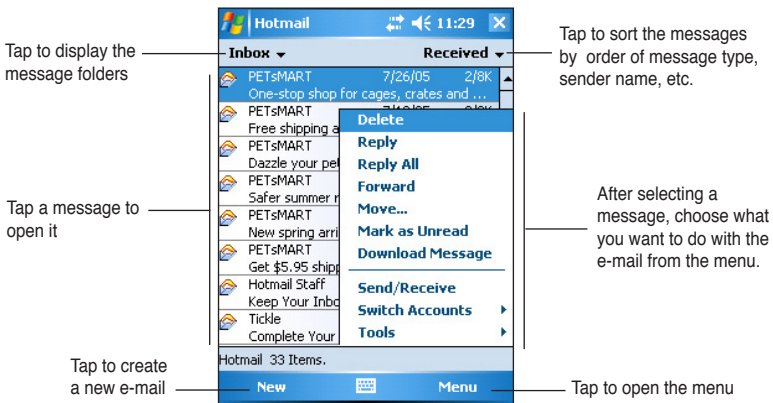 Hotmail 11:29
Tap to display the
message folders
Inbox Received
Tap to sort the messages
by order of message type,
sender name, etc.
PETsMART 7/26/05 2/8K
One-stop shop for cages, crates and ...
PETsMART
Free shipping a
PETsMART
Dazzle your pet
PETsMART
Safer summer r
PETsMART
New spring arri
PETsMART
Get $5.95 shipp
Hotmail Staff
Keep Your Inbo
Tickle
Complete Your
Delete
Reply
Reply All
Forward
Move...
Mark as Unread
Download Message
Send/Receive
Switch Accounts
Tools
Tap a message to
open it
After selecting a
message, choose what
you want to do with the
e-mail from the menu.
Hotmail 33 Items.
Tap to create
a new e-mail
New Menu
Tap to open the menu